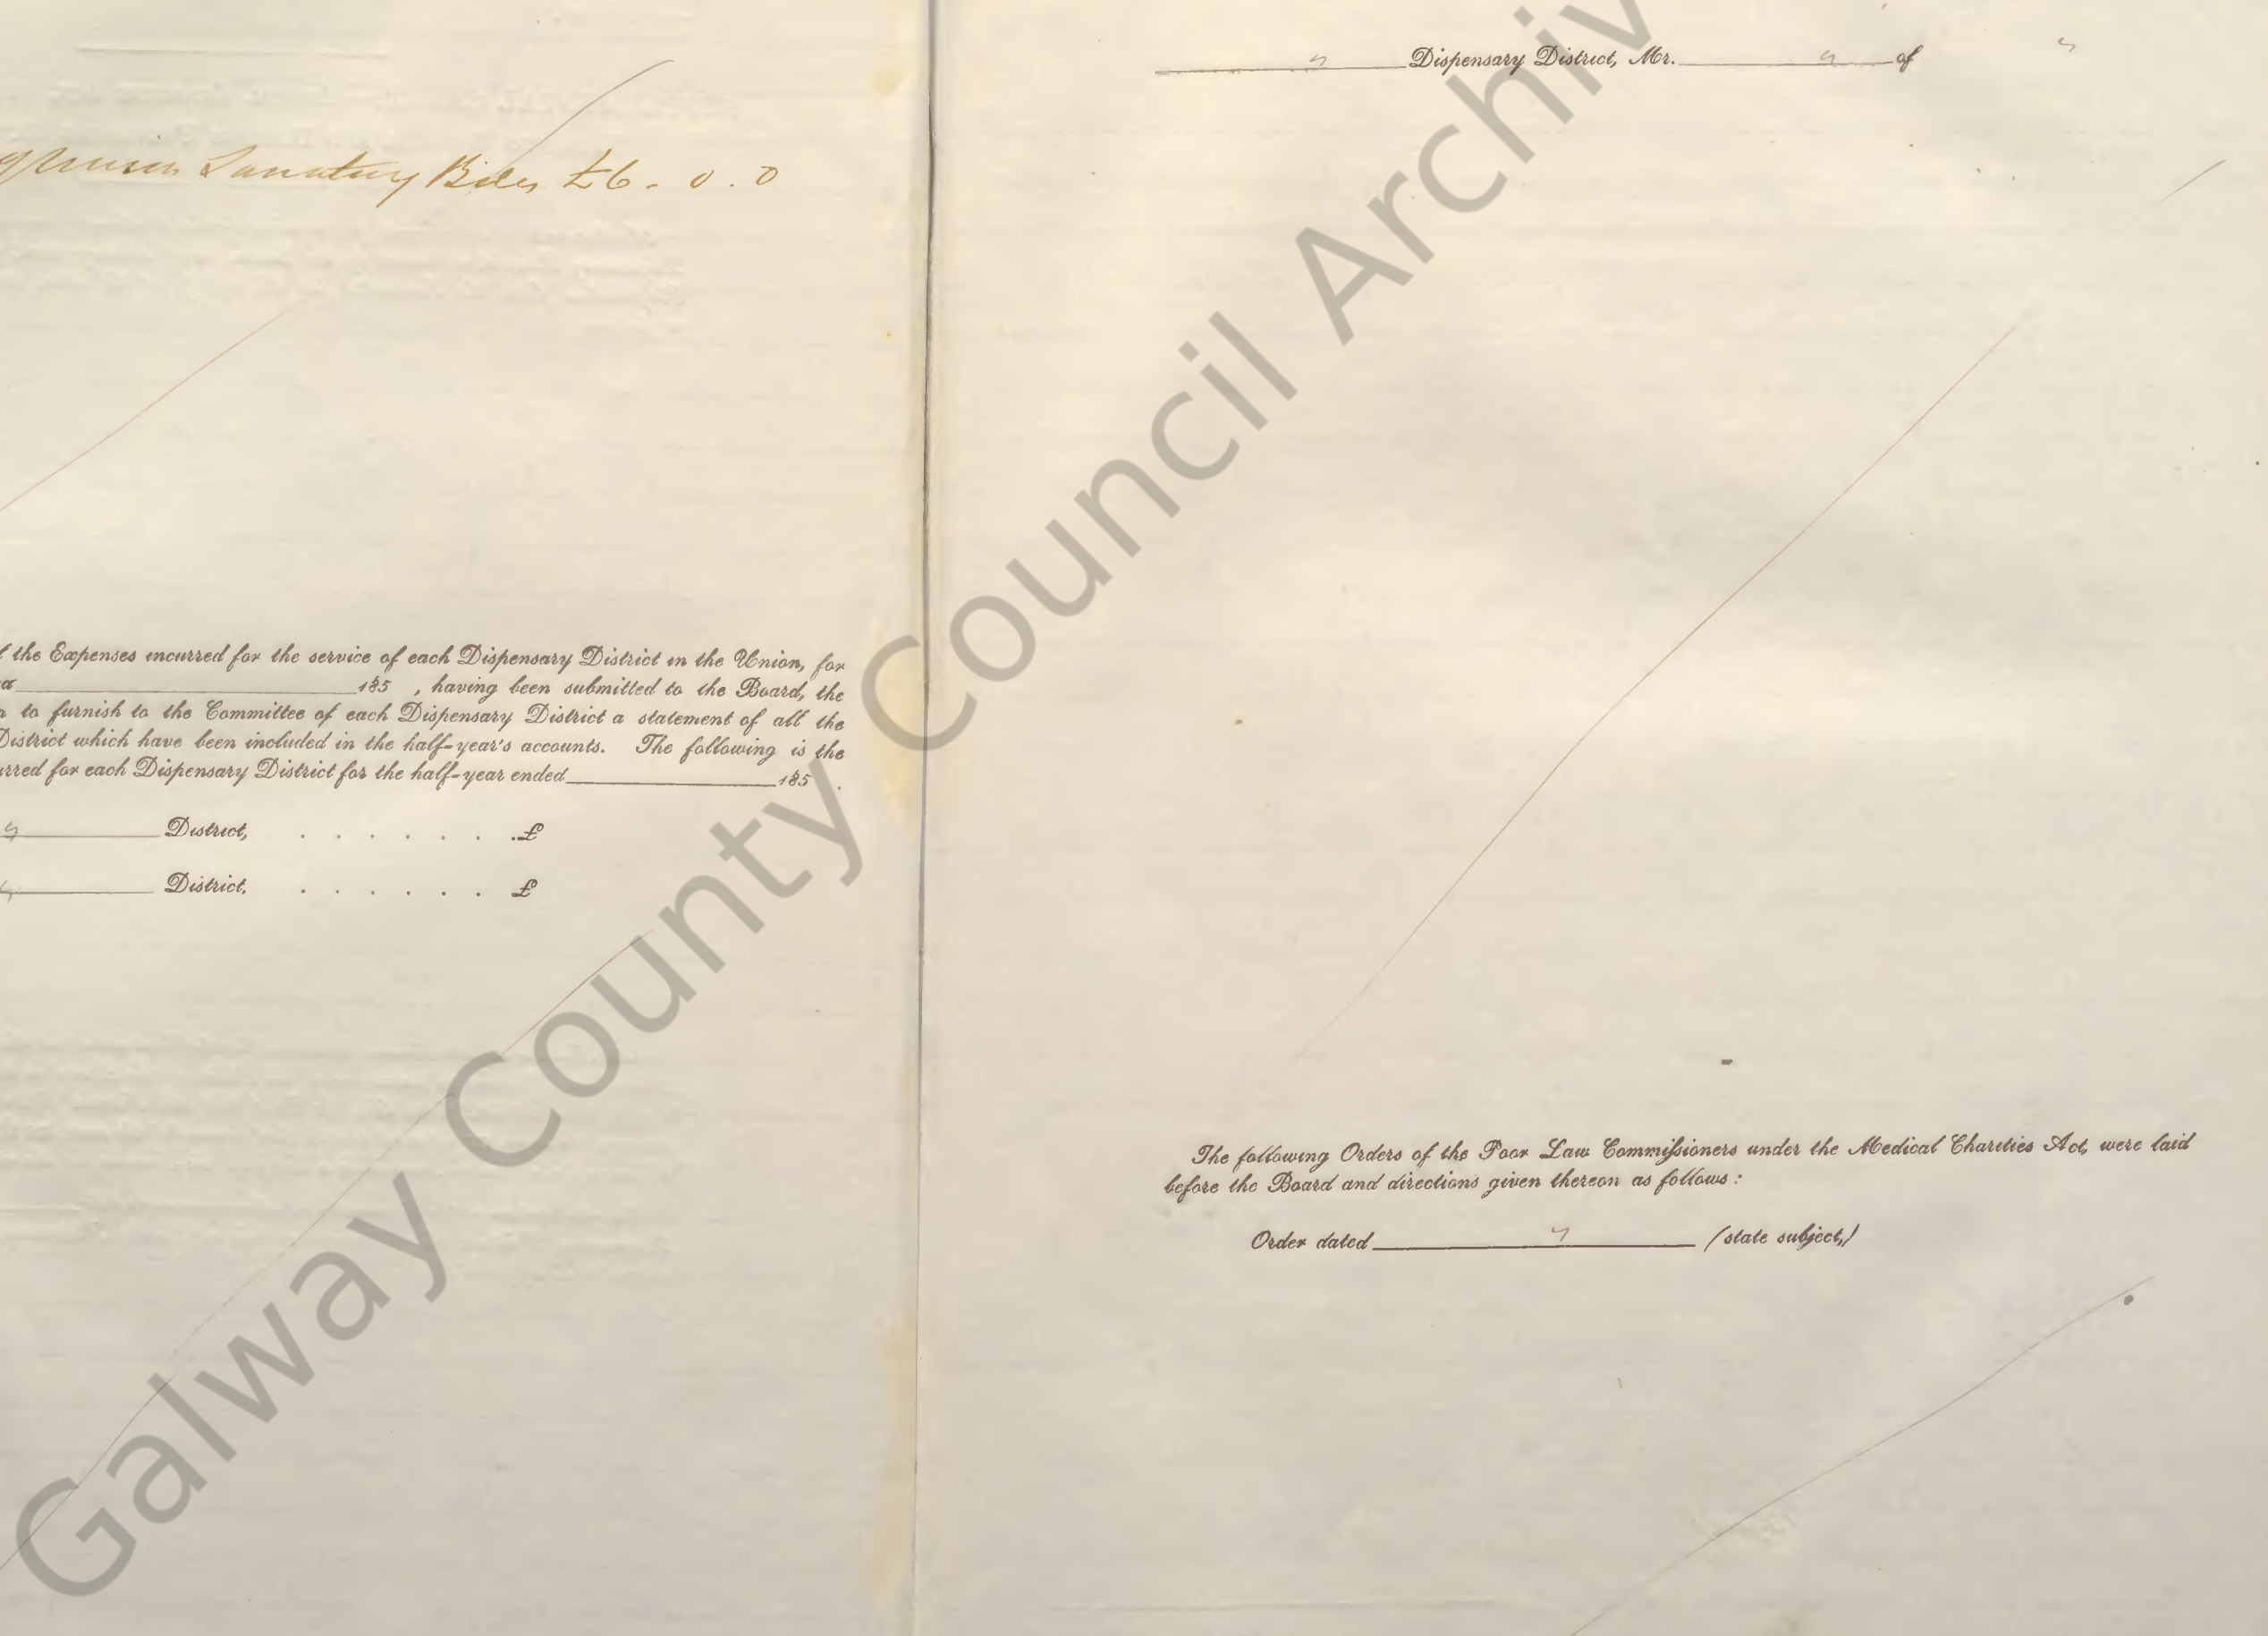 Sanatary Bills £6 . 0 . 0
the Expenses incurred for the service of each Dispensary District in the Union, for
185 , having been submitted to the Board, the
to furnish to the Committee of each Dispensary District a statement of all the
District which have been included in the half-year's accounts. The following is the
rred for each Dispensary District for the half-year ended 185 .
District, . . . . . . .£
District, . . . . . . £
Dispensary District, Mr. of
The following Orders of the Poor Law Commissioners under the Medical Charities Act, were laid
before the Board and directions given thereon as follows:
Order dated (state subject,)
Galway County Council Archiv